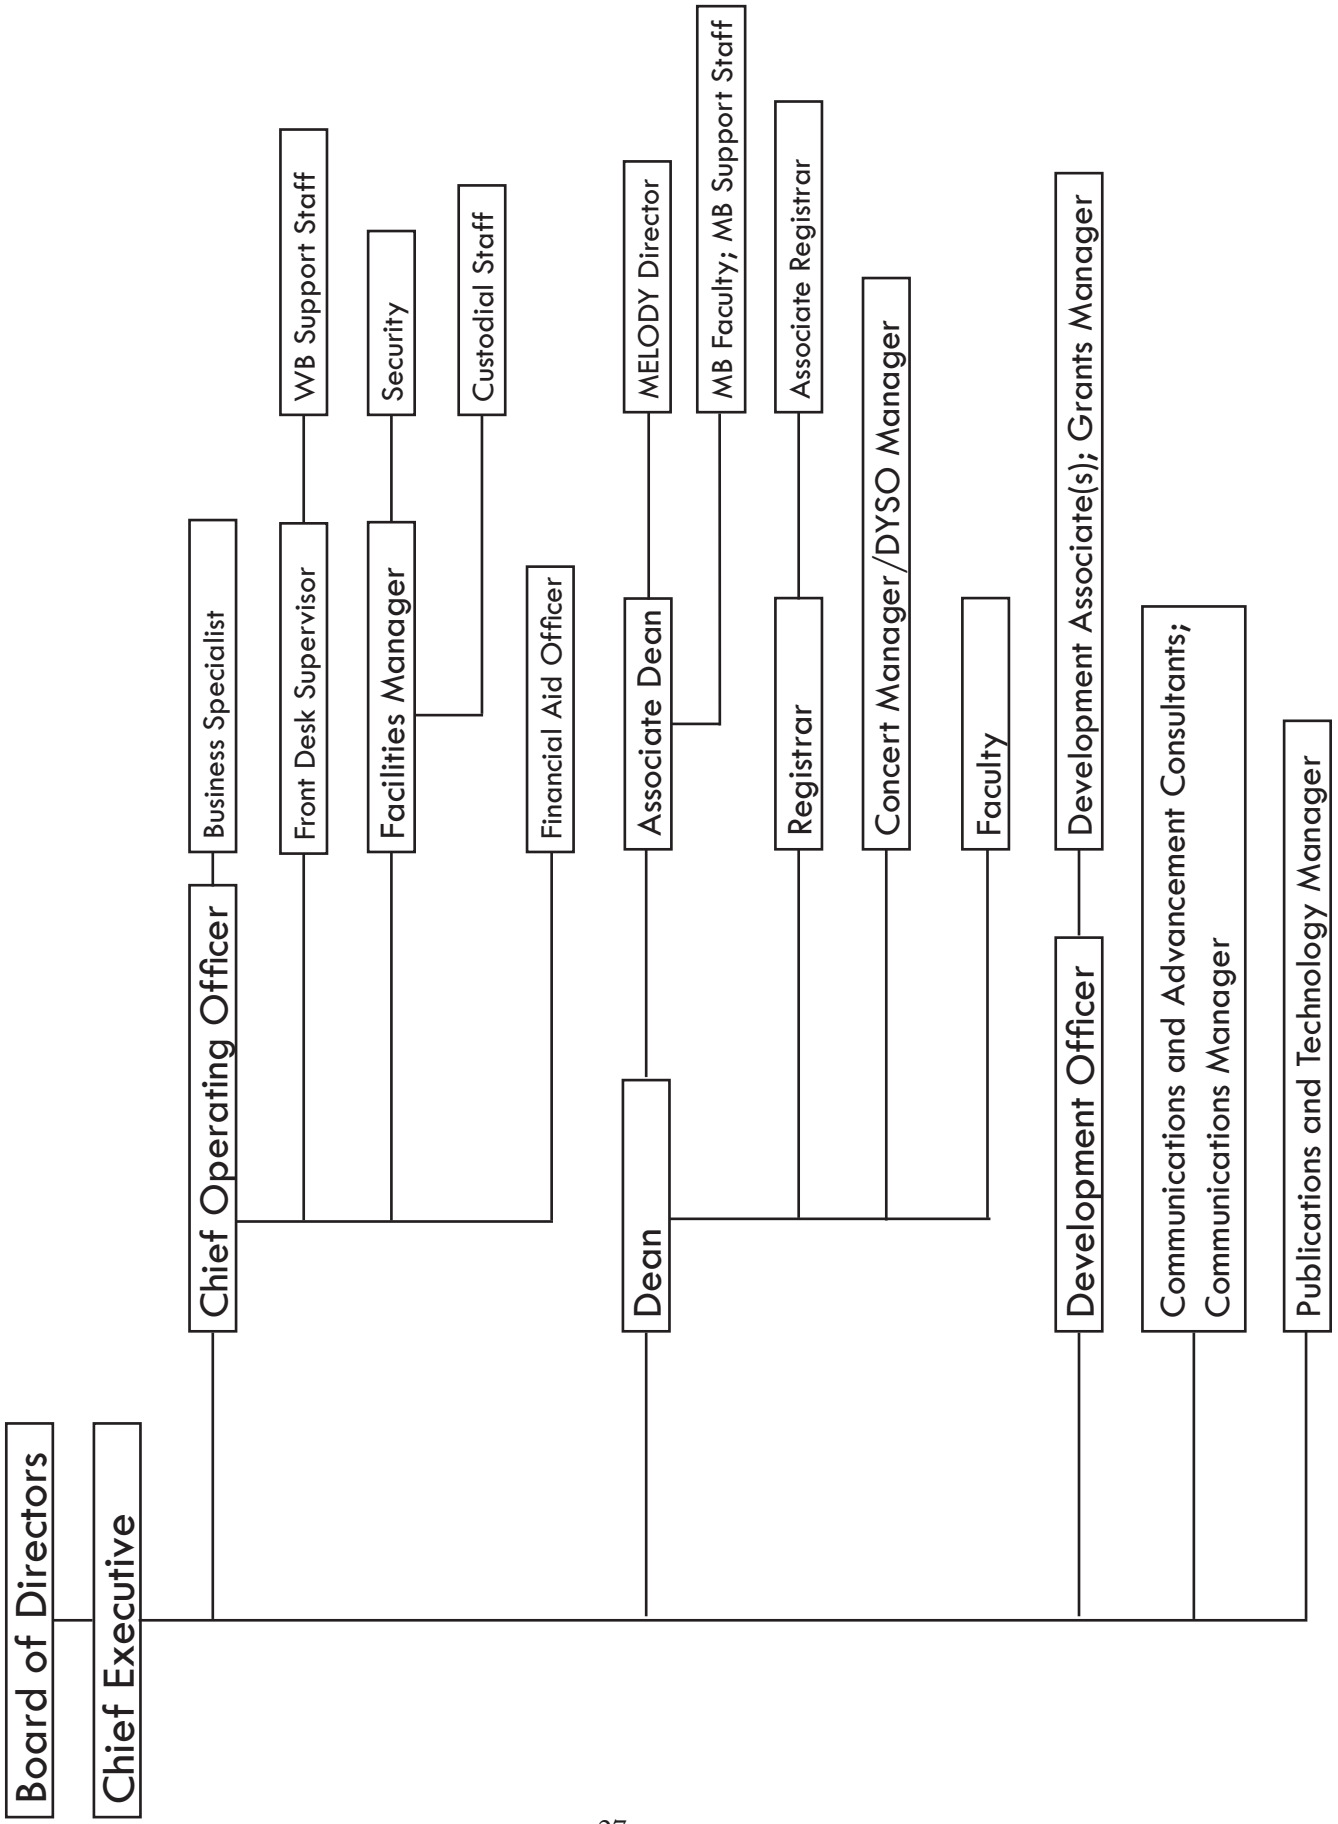 Board of Directors
Chief Executive
Chief Operating Officer
Business Specialist
Front Desk Supervisor
WB Support Staff
Facilities Manager
Security
Custodial Staff
Financial Aid Officer
Dean
Associate Dean
MELODY Director
MB Faculty; MB Support Staff
Registrar
Associate Registrar
Concert Manager/DYSO Manager
Faculty
Development Officer
Development Associate(s); Grants Manager
Communications and Advancement Consultants;
Communications Manager
Publications and Technology Manager